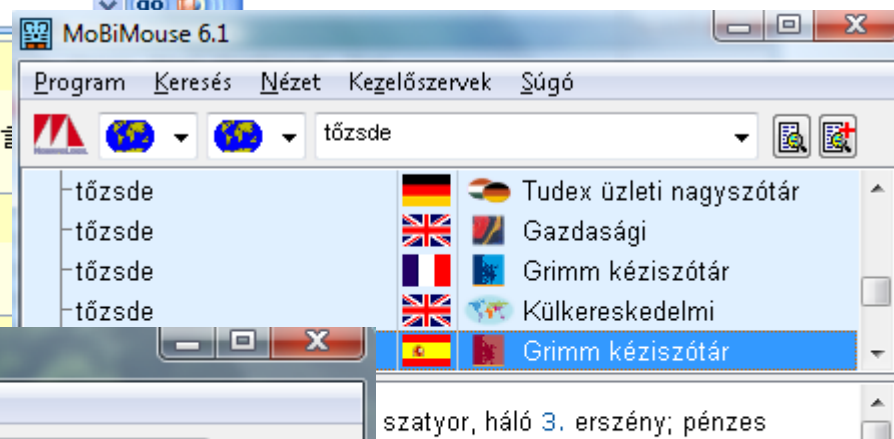 go
MoBiMouse 6.1
Program Keresés Nézet Kezelőszervek Súgó
tőzsde
tőzsde Tudex üzleti nagyszótár
tőzsde Gazdasági
tőzsde Grimm kéziszótár
tőzsde Külkereskedelmi
Grimm kéziszótár
szatyor, háló 3. erszény; pénzes